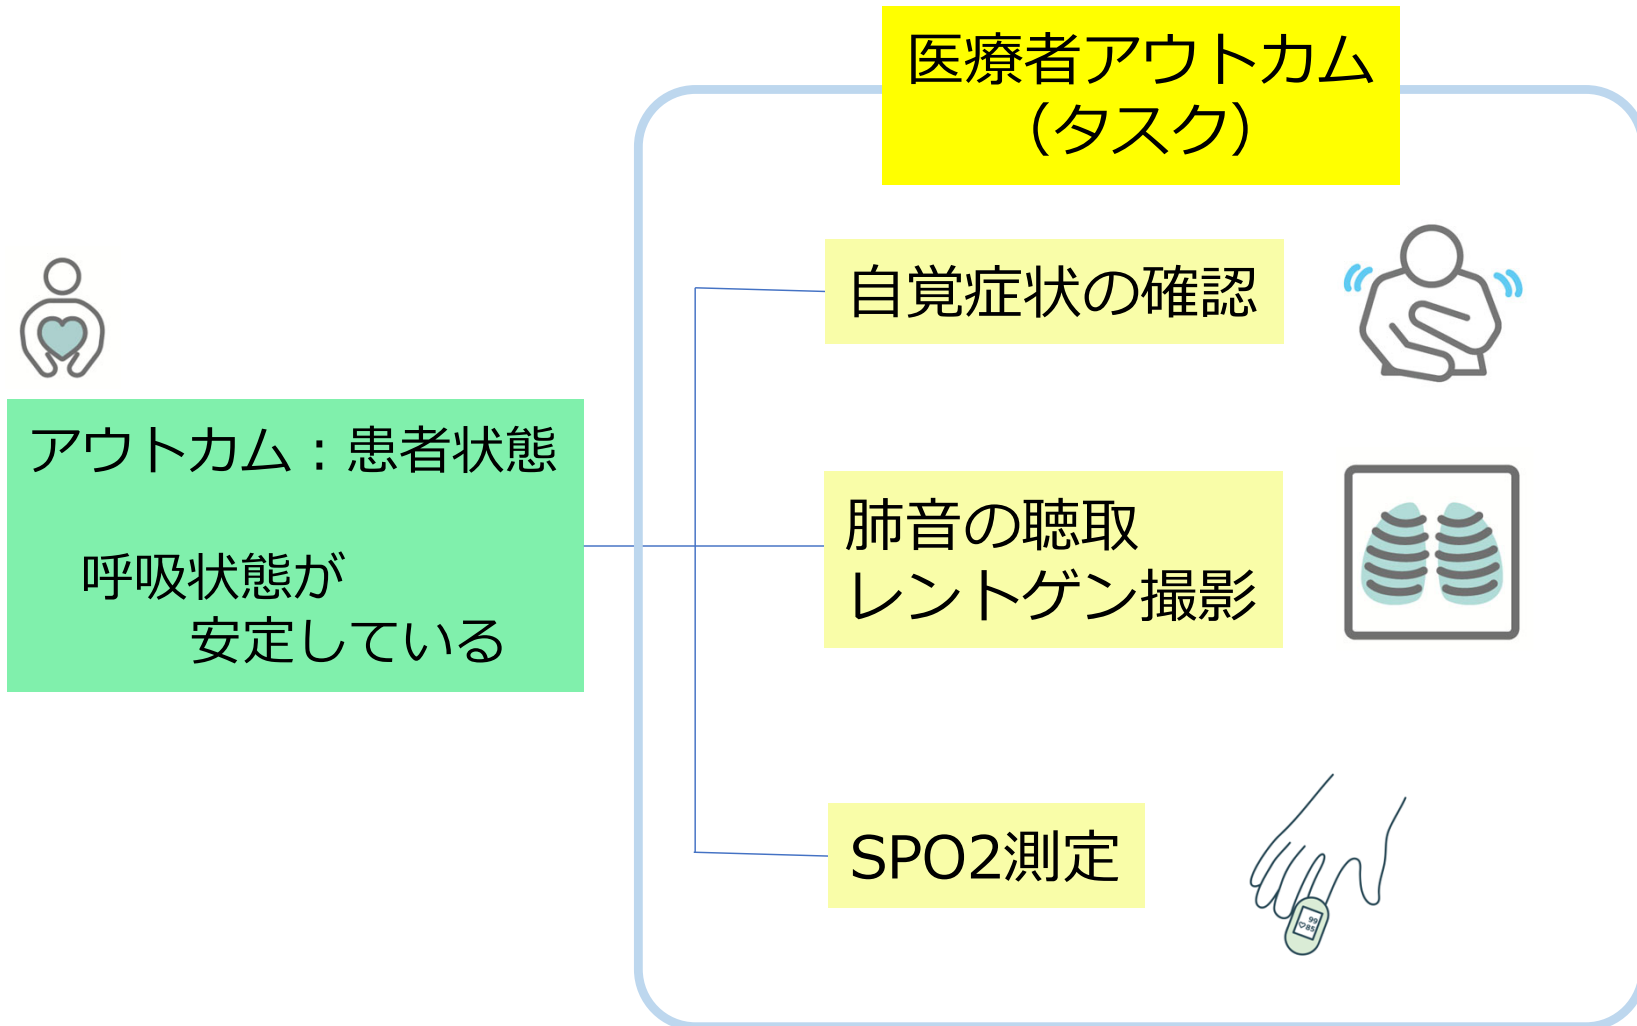 医療者アウトカム
（タスク）
自覚症状の確認
アウトカム：患者状態
呼吸状態が
安定している
肺音の聴取
レントゲン撮影
SPO2測定
99
♡85